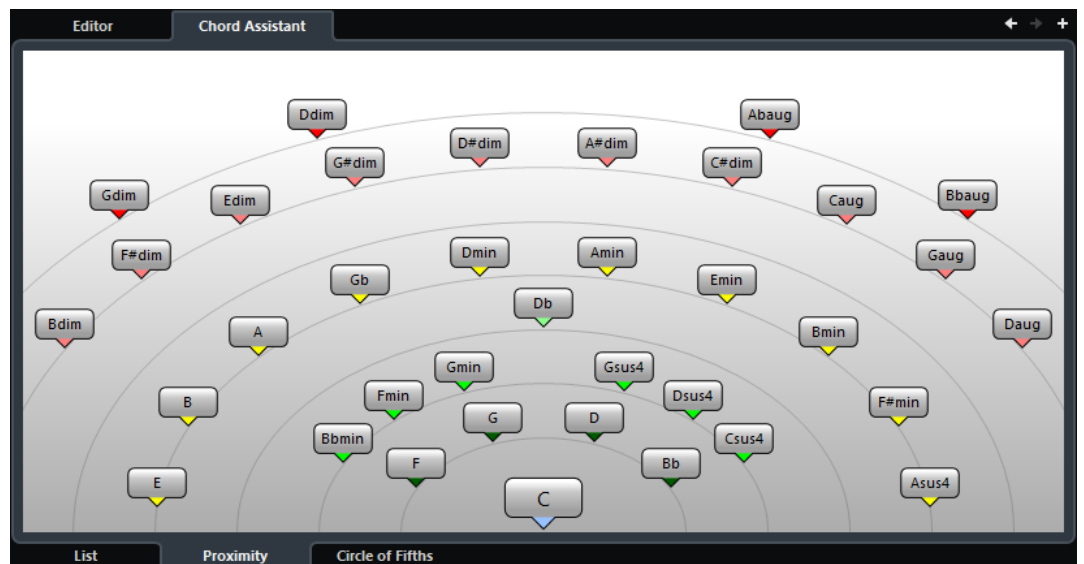 Editor
Chord Assistant
Ddim
Abaug
D#dim
A#dim
G#dim
C#dim
Gdim
Edim
Caug
Bbaug
F#dim
Dmin
Amin
Gaug
Gb
Emin
Db
Bdim
A
Bmin
Daug
Gmin
Gsus4
Fmin
Dsus4
B
F#min
G
D
Bbmin
Csus4
F
Bb
E
C
Asus4
List
Proximity
Circle of Fifths